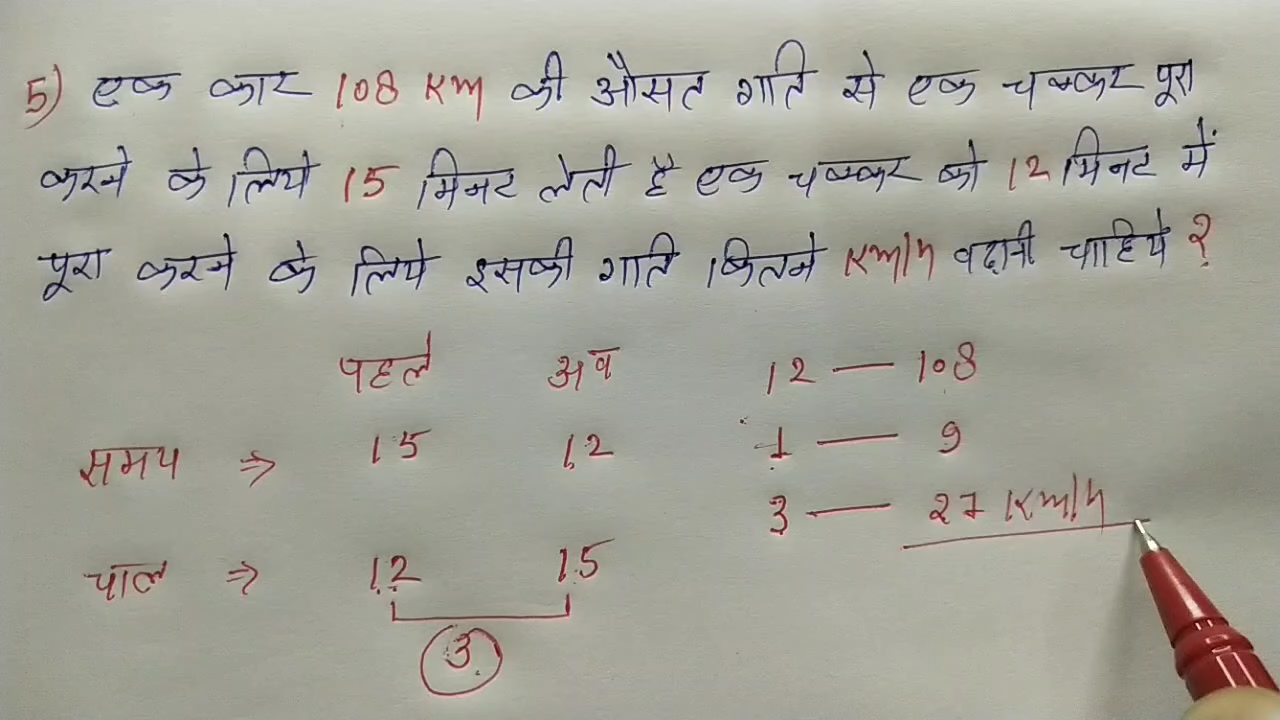 5) एक कार 108 Km की औसत गति से एक चक्कर पूरा
करने के लिये 15 मिनट लेती है एक चक्कर को 12 मिनट में
पूरा करने के लिये इसकी गति कितने Km/h बढ़ानी चाहिये ?
पहले अब
समय ⇒ 15 12
चाल ⇒ 12 15
3
12 — 108
1 — 9
3 — 27 Km/h